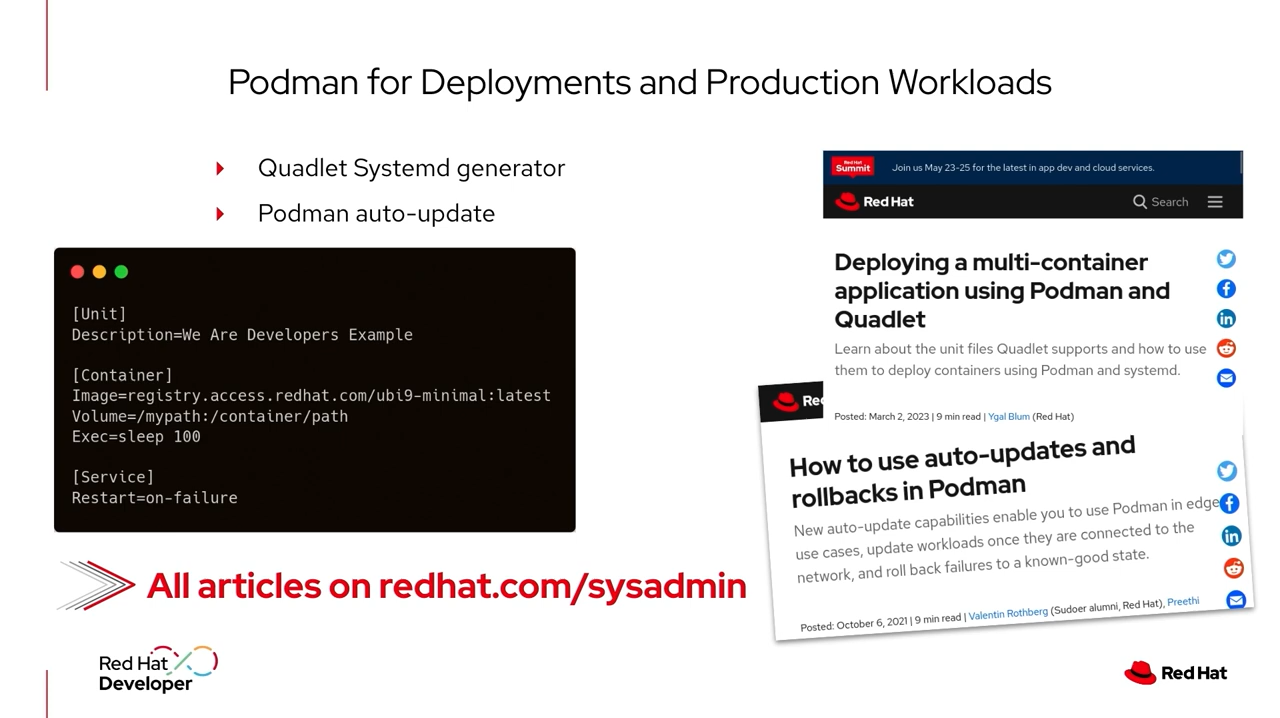 Podman for Deployments and Production Workloads
Quadlet Systemd generator
Podman auto-update
[Unit]
Description=We Are Developers Example
[Container]
Image=registry.access.redhat.com/ubi9-minimal:latest
Volume=/mypath:/container/path
Exec=sleep 100
[Service]
Restart=on-failure
All articles on redhat.com/sysadmin
Red Hat
Summit
Join us May 23-25 for the latest in app dev and cloud services.
Red Hat
Search
Deploying a multi-container
application using Podman and
Quadlet
Learn about the unit files Quadlet supports and how to use
them to deploy containers using Podman and systemd.
Posted: March 2, 2023 | 9 min read | Ygal Blum (Red Hat)
How to use auto-updates and
rollbacks in Podman
New auto-update capabilities enable you to use Podman in edge
use cases, update workloads once they are connected to the
network, and roll back failures to a known-good state.
Posted: October 6, 2021 | 9 min read | Valentin Rothberg (Sudoer alumni, Red Hat), Preethi
Red Hat
Developer
Red Hat